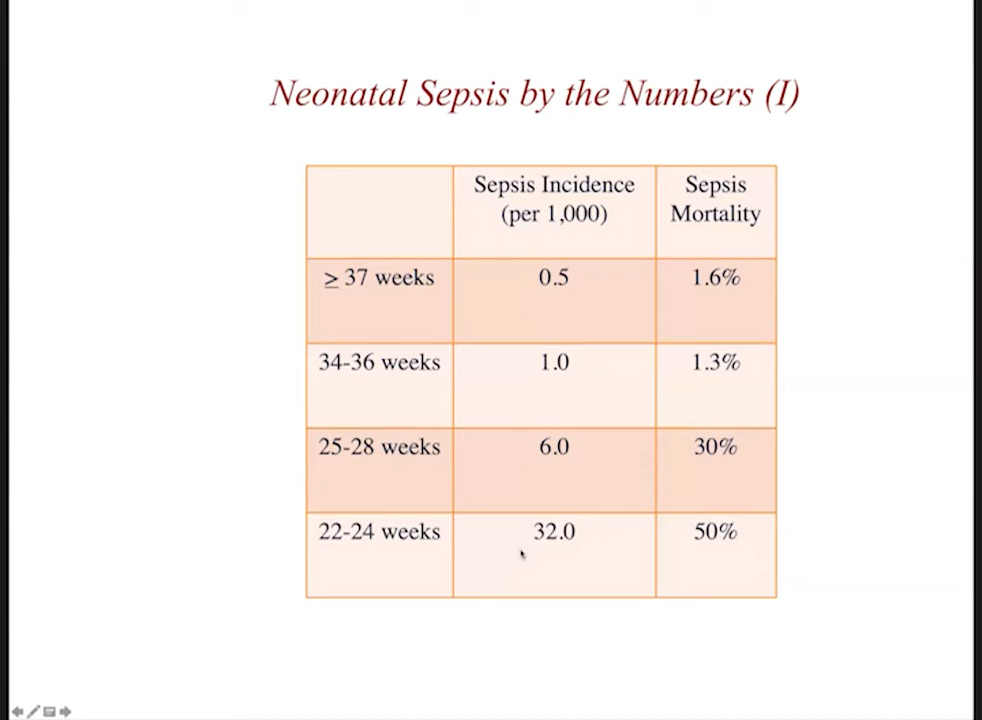 Neonatal Sepsis by the Numbers (I)
Sepsis Incidence (per 1,000) Sepsis Mortality
≥ 37 weeks 0.5 1.6%
34-36 weeks 1.0 1.3%
25-28 weeks 6.0 30%
22-24 weeks 32.0 50%